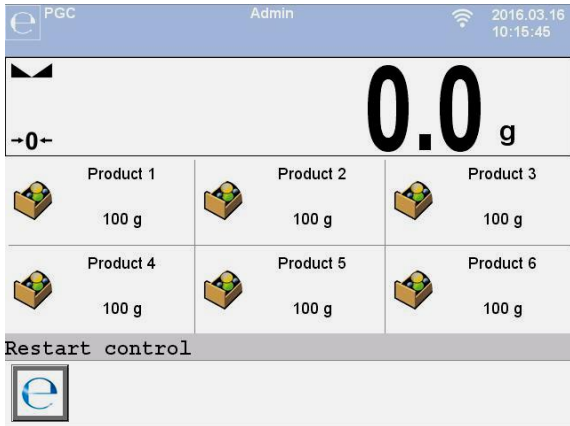 PGC Admin 2016.03.16
10:15:45
0.0 g
→0←
Product 1 Product 2 Product 3
100 g 100 g 100 g
Product 4 Product 5 Product 6
100 g 100 g 100 g
Restart control